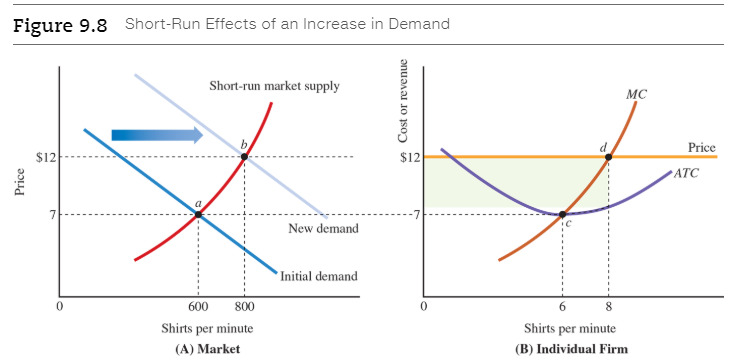 Figure 9.8 Short-Run Effects of an Increase in Demand
Short-run market supply
Price
$12
7
a
b
New demand
Initial demand
0
600
800
Shirts per minute
(A) Market
Cost or revenue
$12
7
MC
d
Price
ATC
c
0
6
8
Shirts per minute
(B) Individual Firm